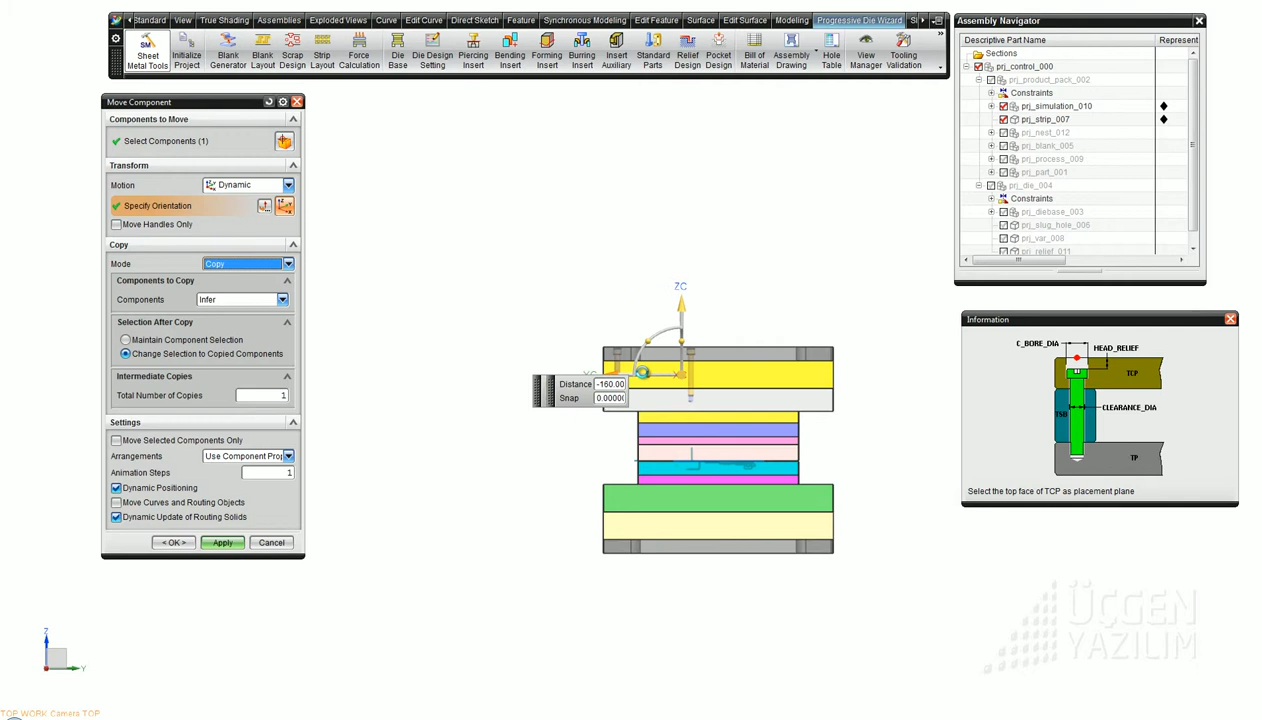 Standard View True Shading Assemblies Exploded Views Curve Edit Curve Direct Sketch Feature Synchronous Modeling Edit Feature Surface Edit Surface Modeling Progressive Die Wizard
Sheet Metal Tools
Initialize Project
Blank Generator
Blank Layout
Scrap Design
Strip Layout
Force Calculation
Die Base
Die Design Setting
Piercing Insert
Bending Insert
Forming Insert
Burring Insert
Insert Auxiliary
Standard Parts
Relief Design
Bill of Material
Assembly Drawing
View Manager
Hole Table
Tooling Validation
Assembly Navigator
Descriptive Part Name Represent
Sections
prj_control_000
prj_product_pack_002
Constraints
prj_simulation_010
prj_strip_007
prj_nest_012
prj_blank_005
prj_process_009
prj_part_001
prj_die_004
Constraints
prj_diebase_003
prj_slug_hole_006
prj_var_008
prj_relief_011
Move Component
Components to Move
Select Components (1)
Transform
Motion Dynamic
Specify Orientation
Move Handles Only
Copy
Mode Copy
Components to Copy
Components Infer
Selection After Copy
Maintain Component Selection
Change Selection to Copied Components
Intermediate Copies
Total Number of Copies 1
Settings
Move Selected Components Only
Arrangements Use Component Prop
Animation Steps 1
Dynamic Positioning
Move Curves and Routing Objects
Dynamic Update of Routing Solids
< OK > Apply Cancel
ZC
Distance -160.00
Snap 0.0000
Information
C_BORE_DIA
HEAD_RELIEF
TCP
TSB
CLEARANCE_DIA
TP
Select the top face of TCP as placement plane
ÜÇGEN
YAZILIM
Z
Y
TOP WORK Camera TOP